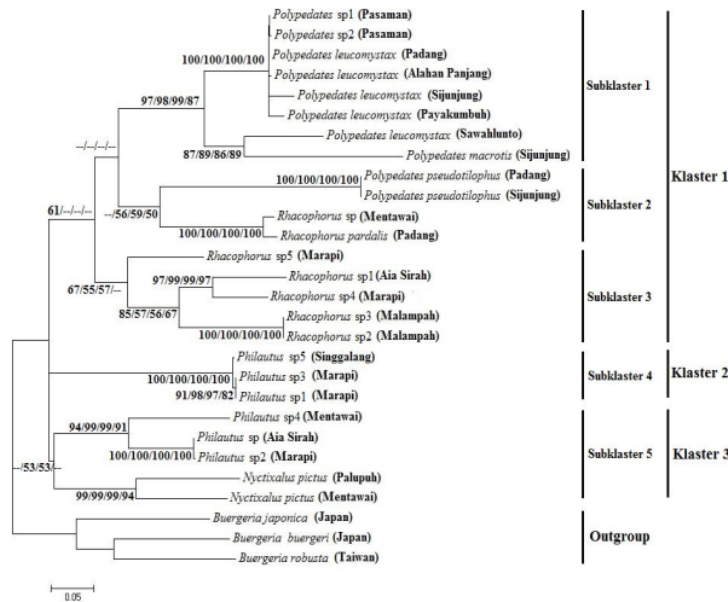 Polypedates sp1 (Pasaman)
Polypedates sp2 (Pasaman)
Polypedates leucomystax (Padang)
100/100/100/100
Polypedates leucomystax (Alahan Panjang)
Subklaster 1
97/98/99/87
Polypedates leucomystax (Sijunjung)
Polypedates leucomystax (Payakumbuh)
Polypedates leucomystax (Sawahlunto)
--/--/--/--
87/89/86/89
Polypedates macrotis (Sijunjung)
Klaster 1
Polypedates pseudotilophus (Padang)
100/100/100/100
Polypedates pseudotilophus (Sijunjung)
Subklaster 2
61/--/--/--
--/56/59/50
Rhacophorus sp (Mentawai)
100/100/100/100
Rhacophorus pardalis (Padang)
Rhacophorus sp5 (Marapi)
67/55/57/--
97/99/99/97
Rhacophorus sp1 (Aia Sirah)
Rhacophorus sp4 (Marapi)
Subklaster 3
85/57/56/67
Rhacophorus sp3 (Malampah)
100/100/100/100
Rhacophorus sp2 (Malampah)
Philautus sp5 (Singgalang)
100/100/100/100
Philautus sp3 (Marapi)
Subklaster 4
Klaster 2
91/98/97/82
Philautus sp1 (Marapi)
94/99/99/91
Philautus sp4 (Mentawai)
Philautus sp (Aia Sirah)
100/100/100/100
Philautus sp2 (Marapi)
Subklaster 5
Klaster 3
--/53/53/--
Nyctixalus pictus (Palupuh)
99/99/99/94
Nyctixalus pictus (Mentawai)
Buergeria japonica (Japan)
Buergeria buergeri (Japan)
Outgroup
Buergeria robusta (Taiwan)
0.05